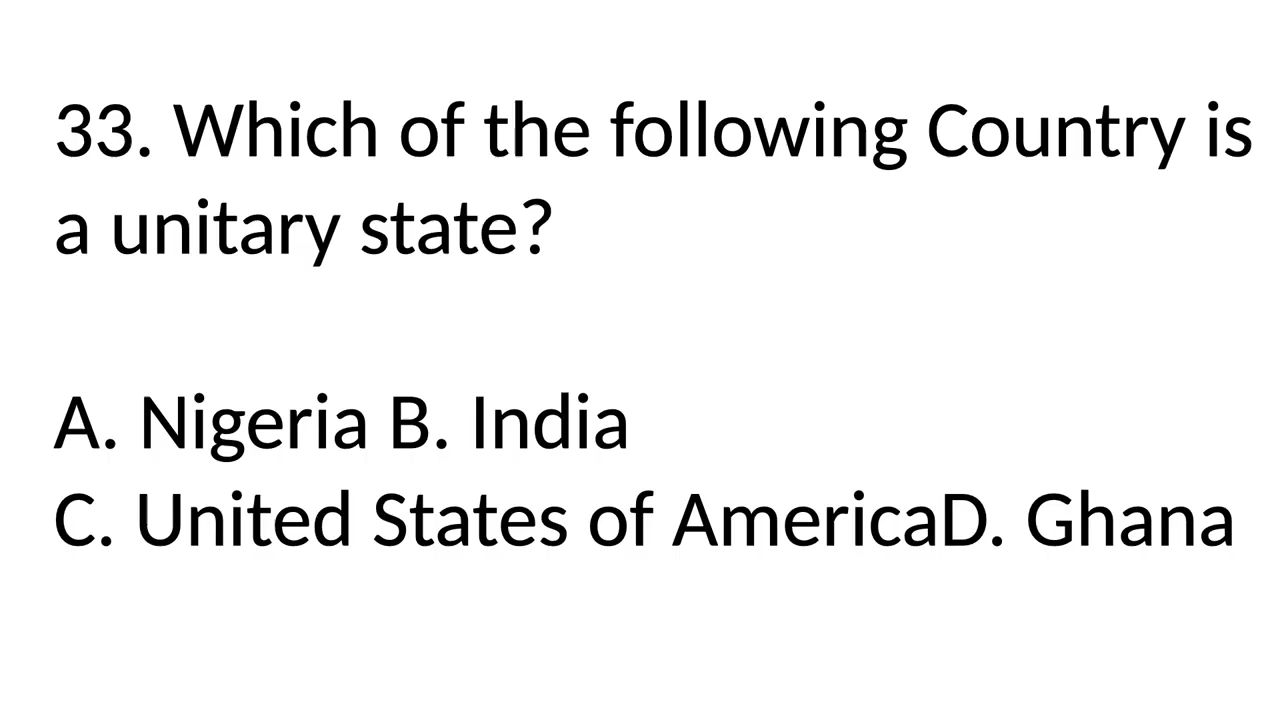 33. Which of the following Country is
a unitary state?
A. Nigeria B. India
C. United States of AmericaD. Ghana